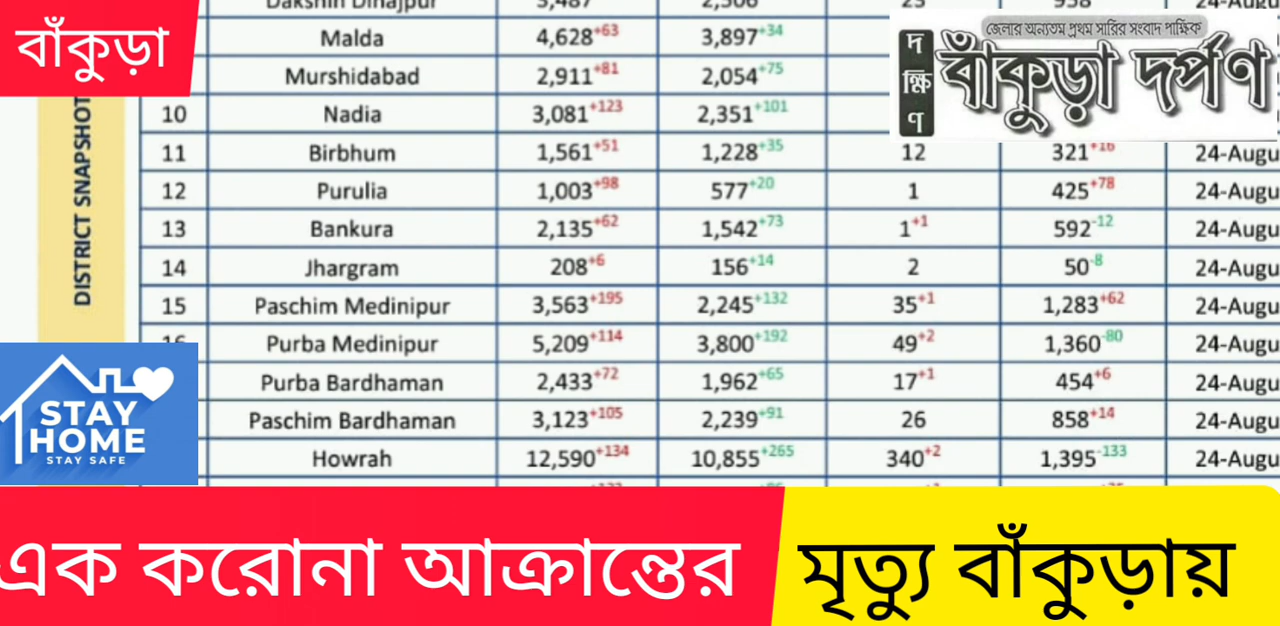 বাঁকুড়া
জেলার অন্যতম প্রথম সারির সংবাদ পাক্ষিক
দক্ষিণ
বাঁকুড়া দর্পণ
DISTRICT SNAPSHOT
Dakshin Dinajpur
Malda 4,628+63 3,897+34
Murshidabad 2,911+81 2,054+75
10 Nadia 3,081+123 2,351+101
11 Birbhum 1,561+51 1,228+35 12 321+16 24-Augu
12 Purulia 1,003+98 577+20 1 425+78 24-Augu
13 Bankura 2,135+62 1,542+73 1+1 592-12 24-Augu
14 Jhargram 208+6 156+14 2 50-8 24-Augu
15 Paschim Medinipur 3,563+195 2,245+132 35+1 1,283+62 24-Augu
16 Purba Medinipur 5,209+114 3,800+192 49+2 1,360-80 24-Augu
Purba Bardhaman 2,433+72 1,962+65 17+1 454+6 24-Augu
Paschim Bardhaman 3,123+105 2,239+91 26 858+14 24-Augu
Howrah 12,590+134 10,855+265 340+2 1,395-133 24-Augu
STAY
HOME
STAY SAFE
এক করোনা আক্রান্তের মৃত্যু বাঁকুড়ায়